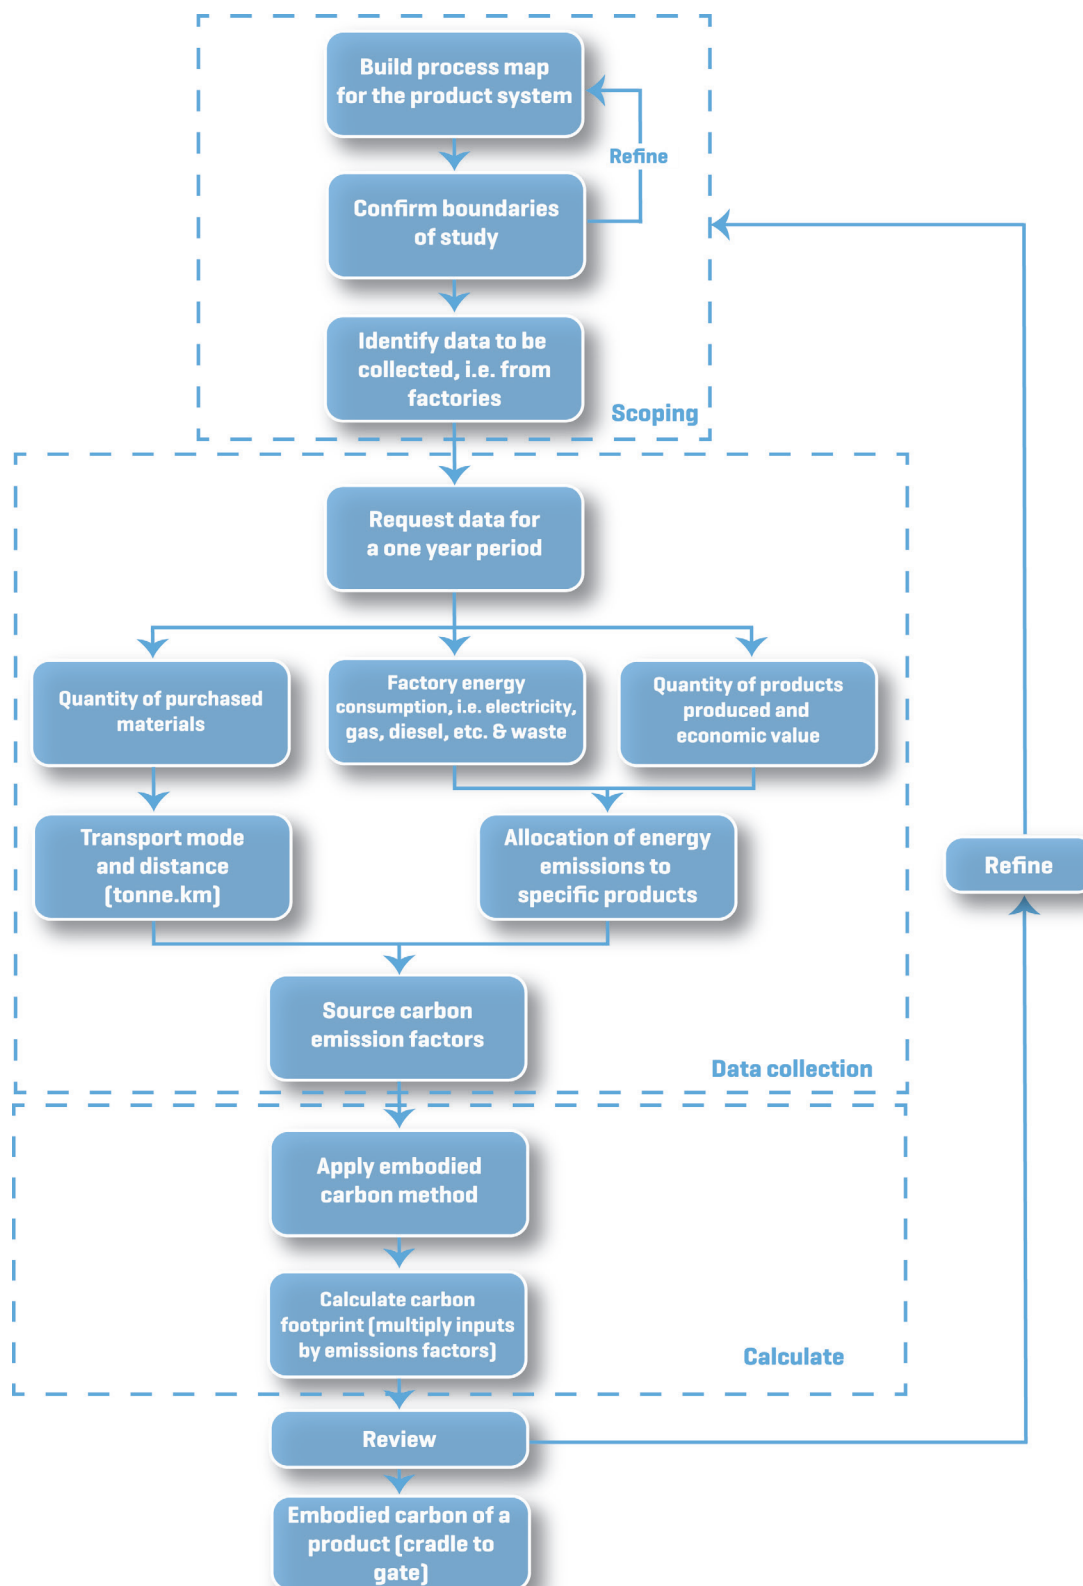 Build process map
for the product system
Refine
Confirm boundaries
of study
Identify data to be
collected, i.e. from
factories
Scoping
Request data for
a one year period
Quantity of purchased
materials
Factory energy
consumption, i.e. electricity,
gas, diesel, etc. & waste
Quantity of products
produced and
economic value
Transport mode
and distance
(tonne.km)
Allocation of energy
emissions to
specific products
Refine
Source carbon
emission factors
Data collection
Apply embodied
carbon method
Calculate carbon
footprint (multiply inputs
by emissions factors)
Calculate
Review
Embodied carbon of a
product (cradle to
gate)